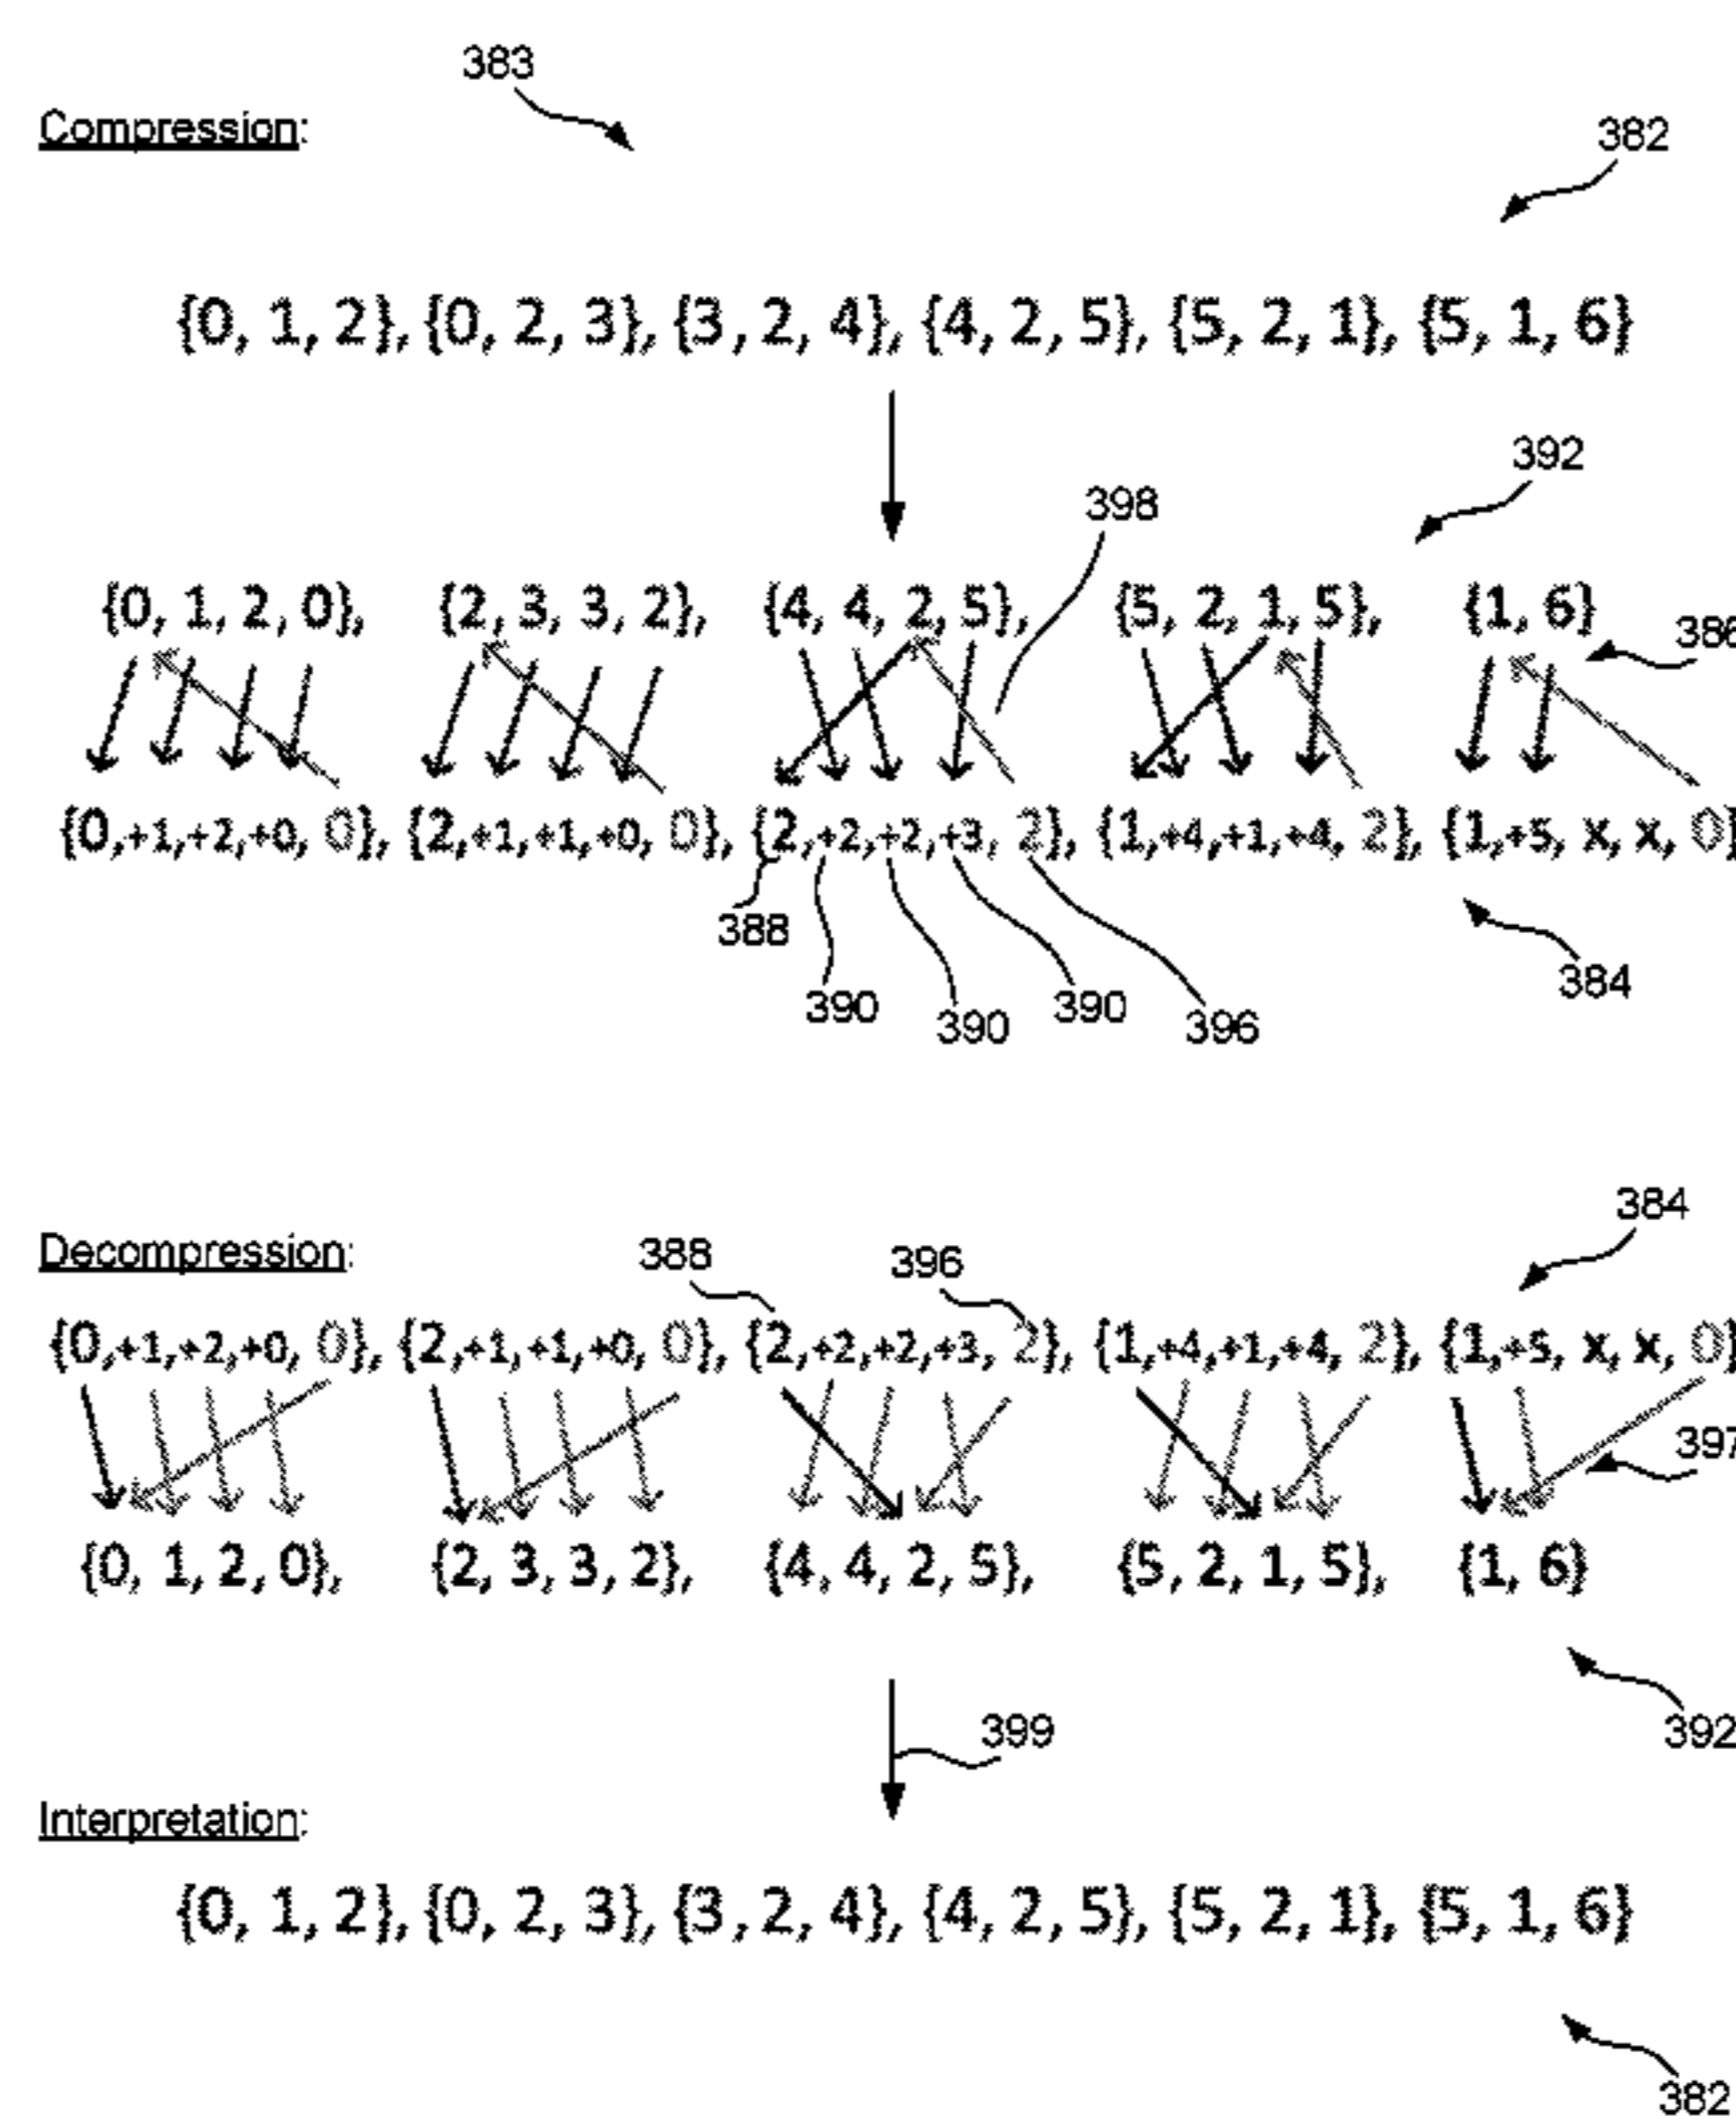 383
Compression:
382
{0, 1, 2}, {0, 2, 3}, {3, 2, 4}, {4, 2, 5}, {5, 2, 1}, {5, 1, 6}
392
398
{0, 1, 2, 0}, {2, 3, 3, 2}, {4, 4, 2, 5}, {5, 2, 1, 5}, {1, 6}
{0,+1,+2,+0, 0}, {2,+1,+1,+0, 0}, {2,+2,+2,+3, 2}, {1,+4,+1,+4, 2}, {1,+5, x, x, 0}
388
384
390 390 390 396
384
Decompression:
388 396
{0,+1,+2,+0, 0}, {2,+1,+1,+0, 0}, {2,+2,+2,+3, 2}, {1,+4,+1,+4, 2}, {1,+5, x, x, 0}
397
{0, 1, 2, 0}, {2, 3, 3, 2}, {4, 4, 2, 5}, {5, 2, 1, 5}, {1, 6}
399
392
Interpretation:
{0, 1, 2}, {0, 2, 3}, {3, 2, 4}, {4, 2, 5}, {5, 2, 1}, {5, 1, 6}
382